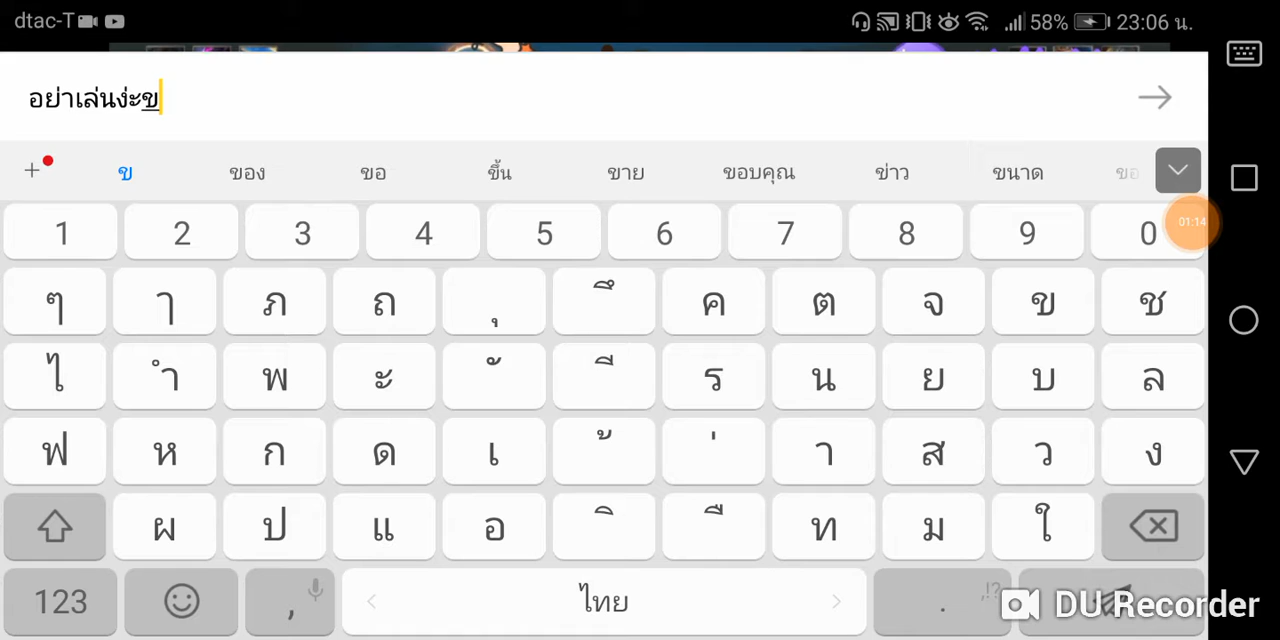 dtac-T 58% 23:06 น.
อย่าเล่นง่ะข
+ ข ของ ขอ ขึ้น ขาย ขอบคุณ ข่าว ขนาด ขอ
1 2 3 4 5 6 7 8 9 0
01:14
ๆ ๅ ภ ถ ุ ึ ค ต จ ข ช
ไ ำ พ ะ ั ี ร น ย บ ล
ฟ ห ก ด เ ้ ่ า ส ว ง
ผ ป แ อ ิ ื ท ม ใ
123 , ไทย . ,!?
DU Recorder